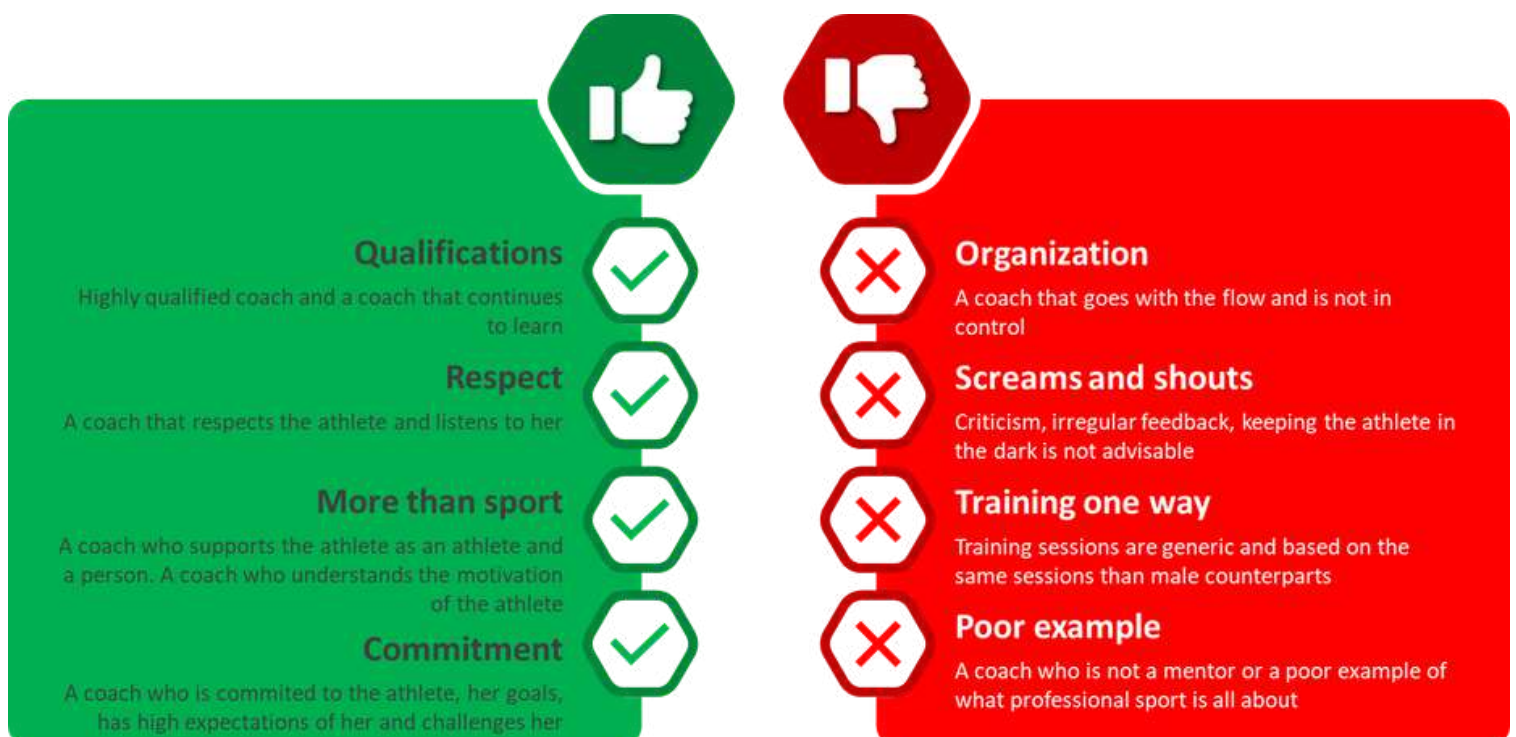 Qualifications
Highly qualified coach and a coach that continues
to learn
Respect
A coach that respects the athlete and listens to her
More than sport
A coach who supports the athlete as an athlete and
a person. A coach who understands the motivation
of the athlete
Commitment
A coach who is commited to the athlete, her goals,
has high expectations of her and challenges her
Organization
A coach that goes with the flow and is not in
control
Screams and shouts
Criticism, irregular feedback, keeping the athlete in
the dark is not advisable
Training one way
Training sessions are generic and based on the
same sessions than male counterparts
Poor example
A coach who is not a mentor or a poor example of
what professional sport is all about